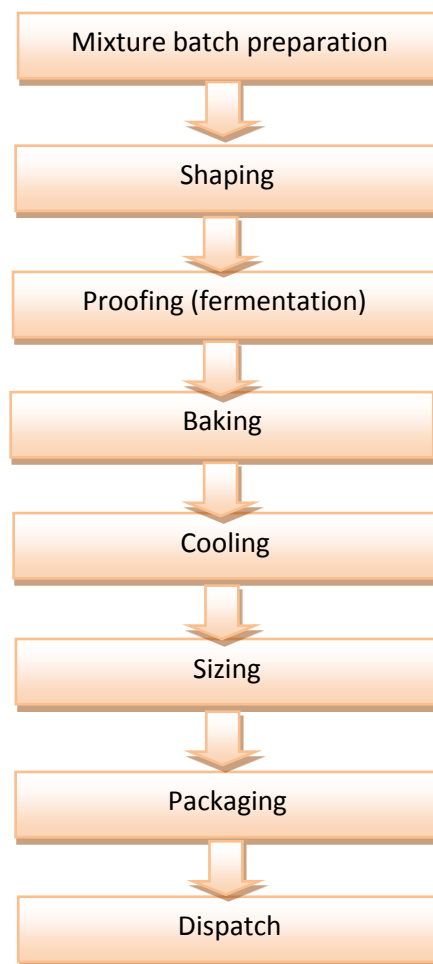 Mixture batch preparation
Shaping
Proofing (fermentation)
Baking
Cooling
Sizing
Packaging
Dispatch